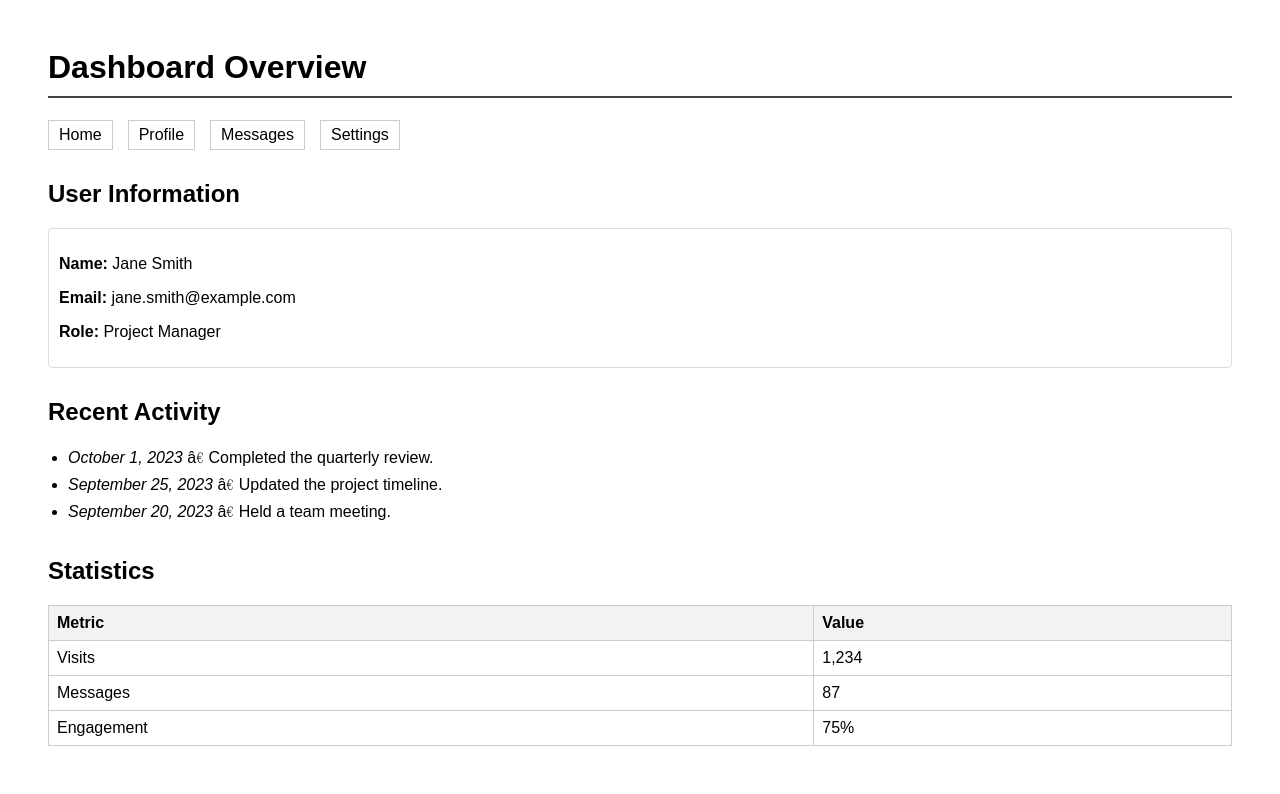 Dashboard Overview
Home Profile Messages Settings
User Information
Name: Jane Smith
Email: jane.smith@example.com
Role: Project Manager
Recent Activity
• October 1, 2023 â€ Completed the quarterly review.
• September 25, 2023 â€ Updated the project timeline.
• September 20, 2023 â€ Held a team meeting.
Statistics
Metric Value
Visits 1,234
Messages 87
Engagement 75%